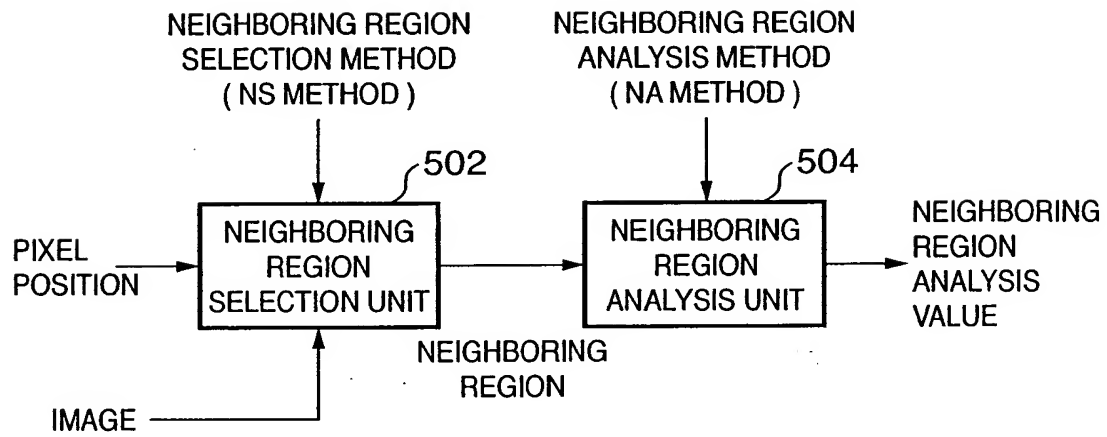 NEIGHBORING REGION
SELECTION METHOD
( NS METHOD )
NEIGHBORING REGION
ANALYSIS METHOD
( NA METHOD )
502
504
PIXEL
POSITION
NEIGHBORING
REGION
SELECTION UNIT
NEIGHBORING
REGION
ANALYSIS UNIT
NEIGHBORING
REGION
ANALYSIS
VALUE
NEIGHBORING
REGION
IMAGE